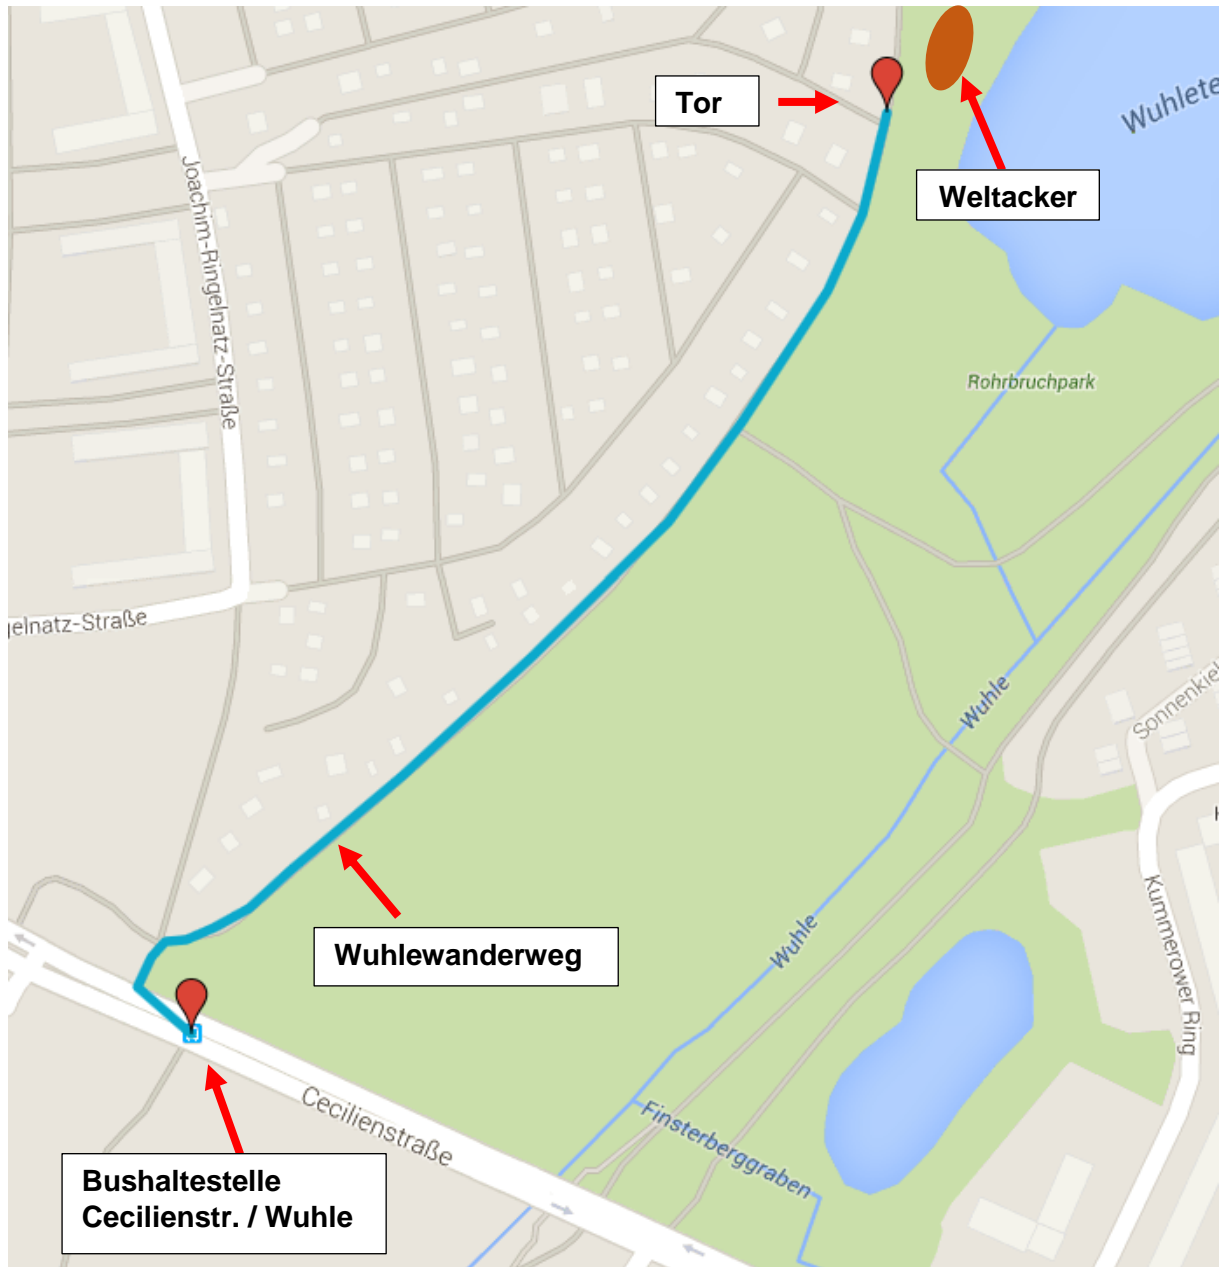 Tor
Wuhlete
Weltacker
Joachim-Ringelnatz-Straße
Rohrbruchpark
gelnatz-Straße
Wuhle
Sonnenkiel
Kummerower Ring
Wuhlewanderweg
Wuhle
Cecilienstraße
Finsterberggraben
Bushaltestelle
Cecilienstr. / Wuhle